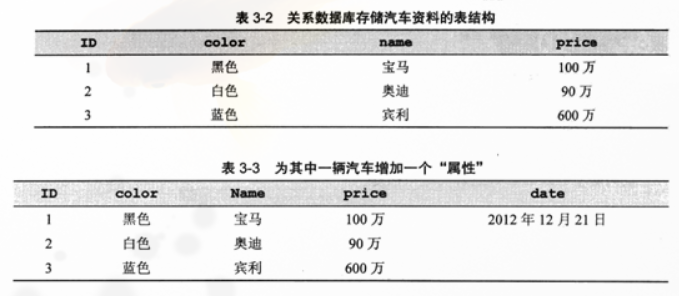 表 3-2 关系数据库存储汽车资料的表结构
ID color name price
1 黑色 宝马 100 万
2 白色 奥迪 90 万
3 蓝色 宾利 600 万
表 3-3 为其中一辆汽车增加一个“属性”
ID color Name price date
1 黑色 宝马 100 万 2012 年 12 月 21 日
2 白色 奥迪 90 万
3 蓝色 宾利 600 万